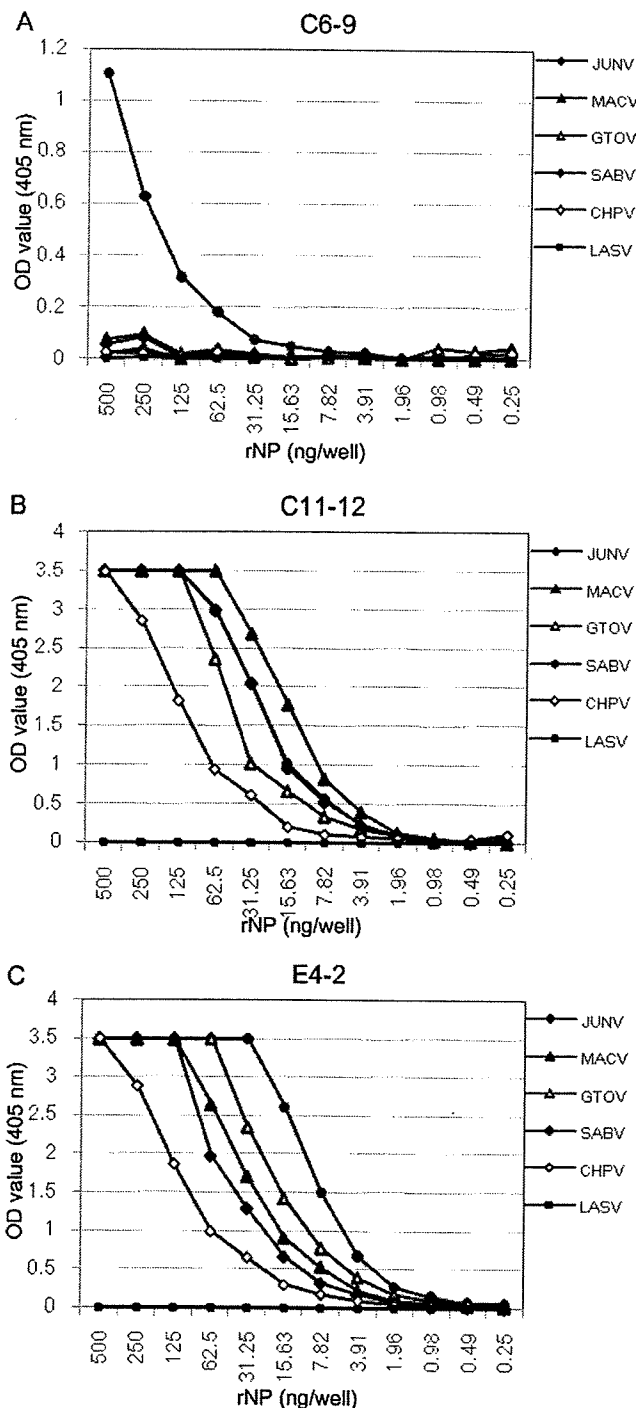 A
C6-9
OD value (405 nm)
1.2
1
0.8
0.6
0.4
0.2
0
500
250
125
62.5
31.25
15.63
7.82
3.91
1.96
0.98
0.49
0.25
rNP (ng/well)
JUNV
MACV
GTOV
SABV
CHPV
LASV
B
C11-12
OD value (405 nm)
4
3.5
3
2.5
2
1.5
1
0.5
0
500
250
125
62.5
31.25
15.63
7.82
3.91
1.96
0.98
0.49
0.25
rNP (ng/well)
JUNV
MACV
GTOV
SABV
CHPV
LASV
C
E4-2
OD value (405 nm)
4
3.5
3
2.5
2
1.5
1
0.5
0
500
250
125
62.5
31.25
15.63
7.82
3.91
1.96
0.98
0.49
0.25
rNP (ng/well)
JUNV
MACV
GTOV
SABV
CHPV
LASV